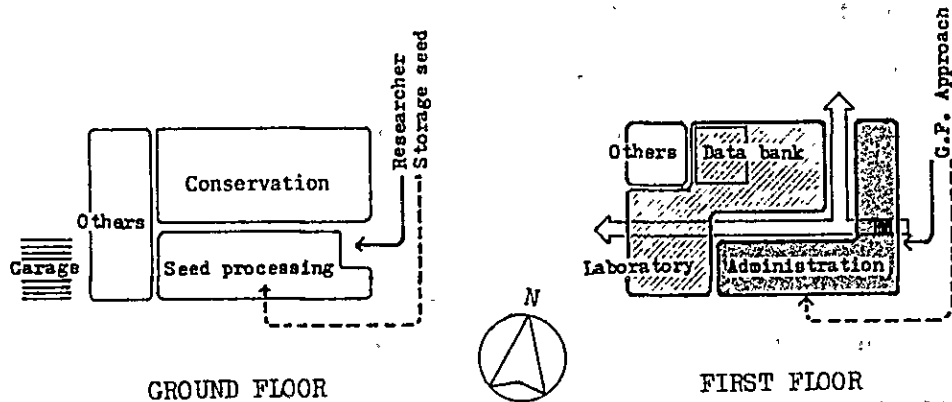 Researcher
Storage seed
Conservation
Others
Garage
Seed processing
GROUND FLOOR
N
G.P. Approach
Others
Data bank
Laboratory
Administration
FIRST FLOOR